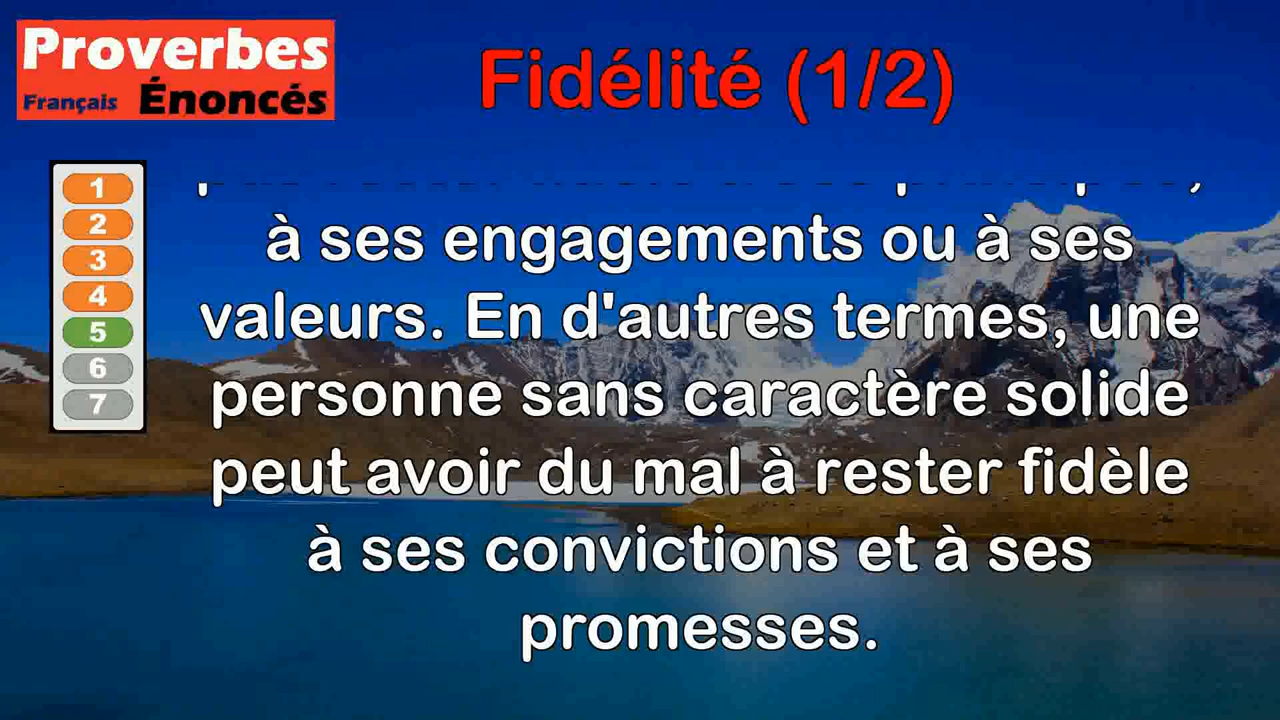 Proverbes
Français Énoncés
Fidélité (1/2)
1
2
3
4
5
6
7
à ses engagements ou à ses
valeurs. En d'autres termes, une
personne sans caractère solide
peut avoir du mal à rester fidèle
à ses convictions et à ses
promesses.